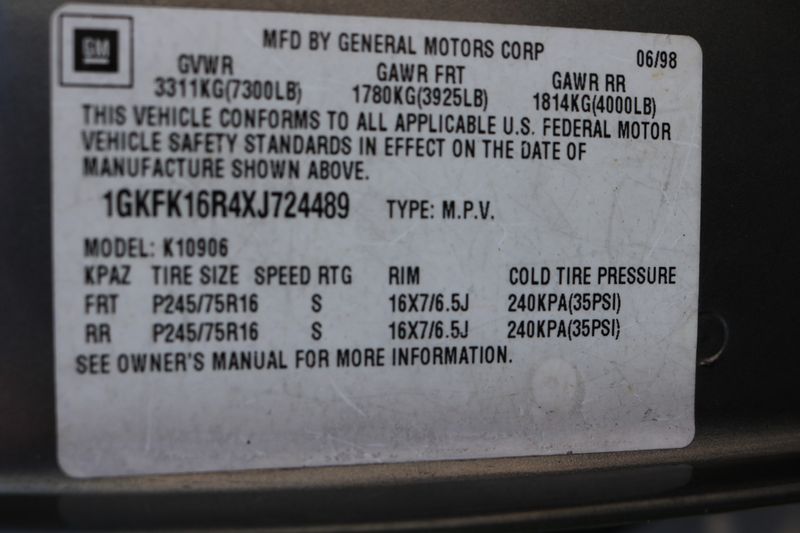 GM
MFD BY GENERAL MOTORS CORP 06/98
GVWR GAWR FRT GAWR RR
3311KG(7300LB) 1780KG(3925LB) 1814KG(4000LB)
THIS VEHICLE CONFORMS TO ALL APPLICABLE U.S. FEDERAL MOTOR
VEHICLE SAFETY STANDARDS IN EFFECT ON THE DATE OF
MANUFACTURE SHOWN ABOVE.
1GKFK16R4XJ724489 TYPE: M.P.V.
MODEL: K10906
KPAZ TIRE SIZE SPEED RTG RIM COLD TIRE PRESSURE
FRT P245/75R16 S 16X7/6.5J 240KPA(35PSI)
RR P245/75R16 S 16X7/6.5J 240KPA(35PSI)
SEE OWNER'S MANUAL FOR MORE INFORMATION.